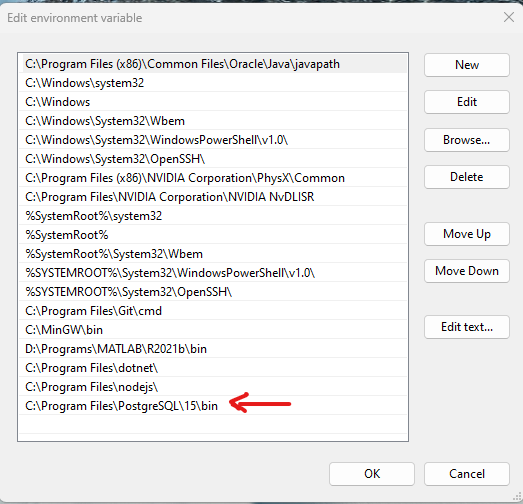 Edit environment variable
C:\Program Files (x86)\Common Files\Oracle\Java\javapath
C:\Windows\system32
C:\Windows
C:\Windows\System32\Wbem
C:\Windows\System32\WindowsPowerShell\v1.0\
C:\Windows\System32\OpenSSH\
C:\Program Files (x86)\NVIDIA Corporation\PhysX\Common
C:\Program Files\NVIDIA Corporation\NVIDIA NvDLISR
%SystemRoot%\system32
%SystemRoot%
%SystemRoot%\System32\Wbem
%SYSTEMROOT%\System32\WindowsPowerShell\v1.0\
%SYSTEMROOT%\System32\OpenSSH\
C:\Program Files\Git\cmd
C:\MinGW\bin
D:\Programs\MATLAB\R2021b\bin
C:\Program Files\dotnet\
C:\Program Files\nodejs\
C:\Program Files\PostgreSQL\15\bin
New
Edit
Browse...
Delete
Move Up
Move Down
Edit text...
OK
Cancel